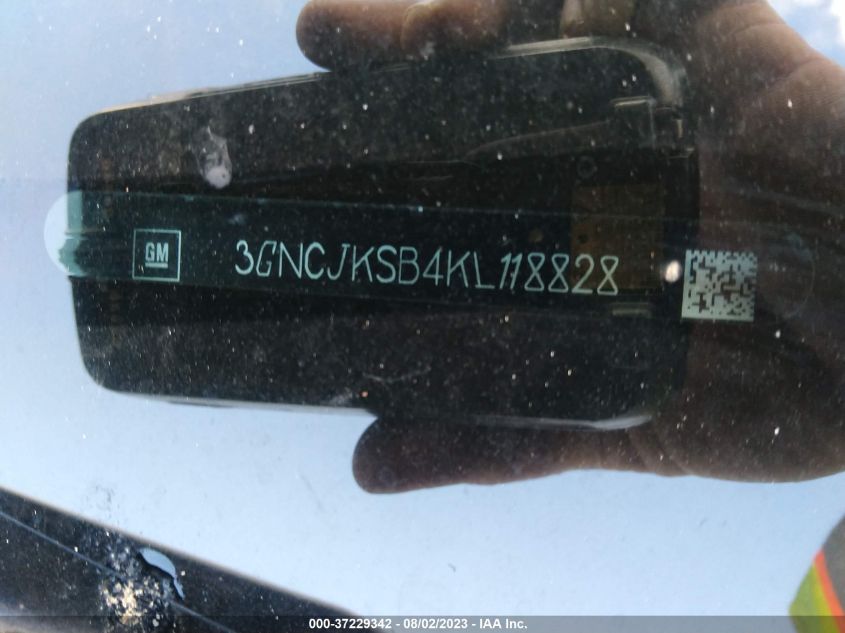 GM
3GNCJKSB4KL118828
000-37229342 - 08/02/2023 - IAA Inc.